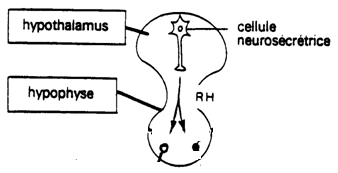 hypothalamus
cellule
neurosécrétrice
hypophyse
RH